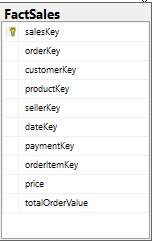 FactSales
salesKey
orderKey
customerKey
productKey
sellerKey
dateKey
paymentKey
orderItemKey
price
totalOrderValue